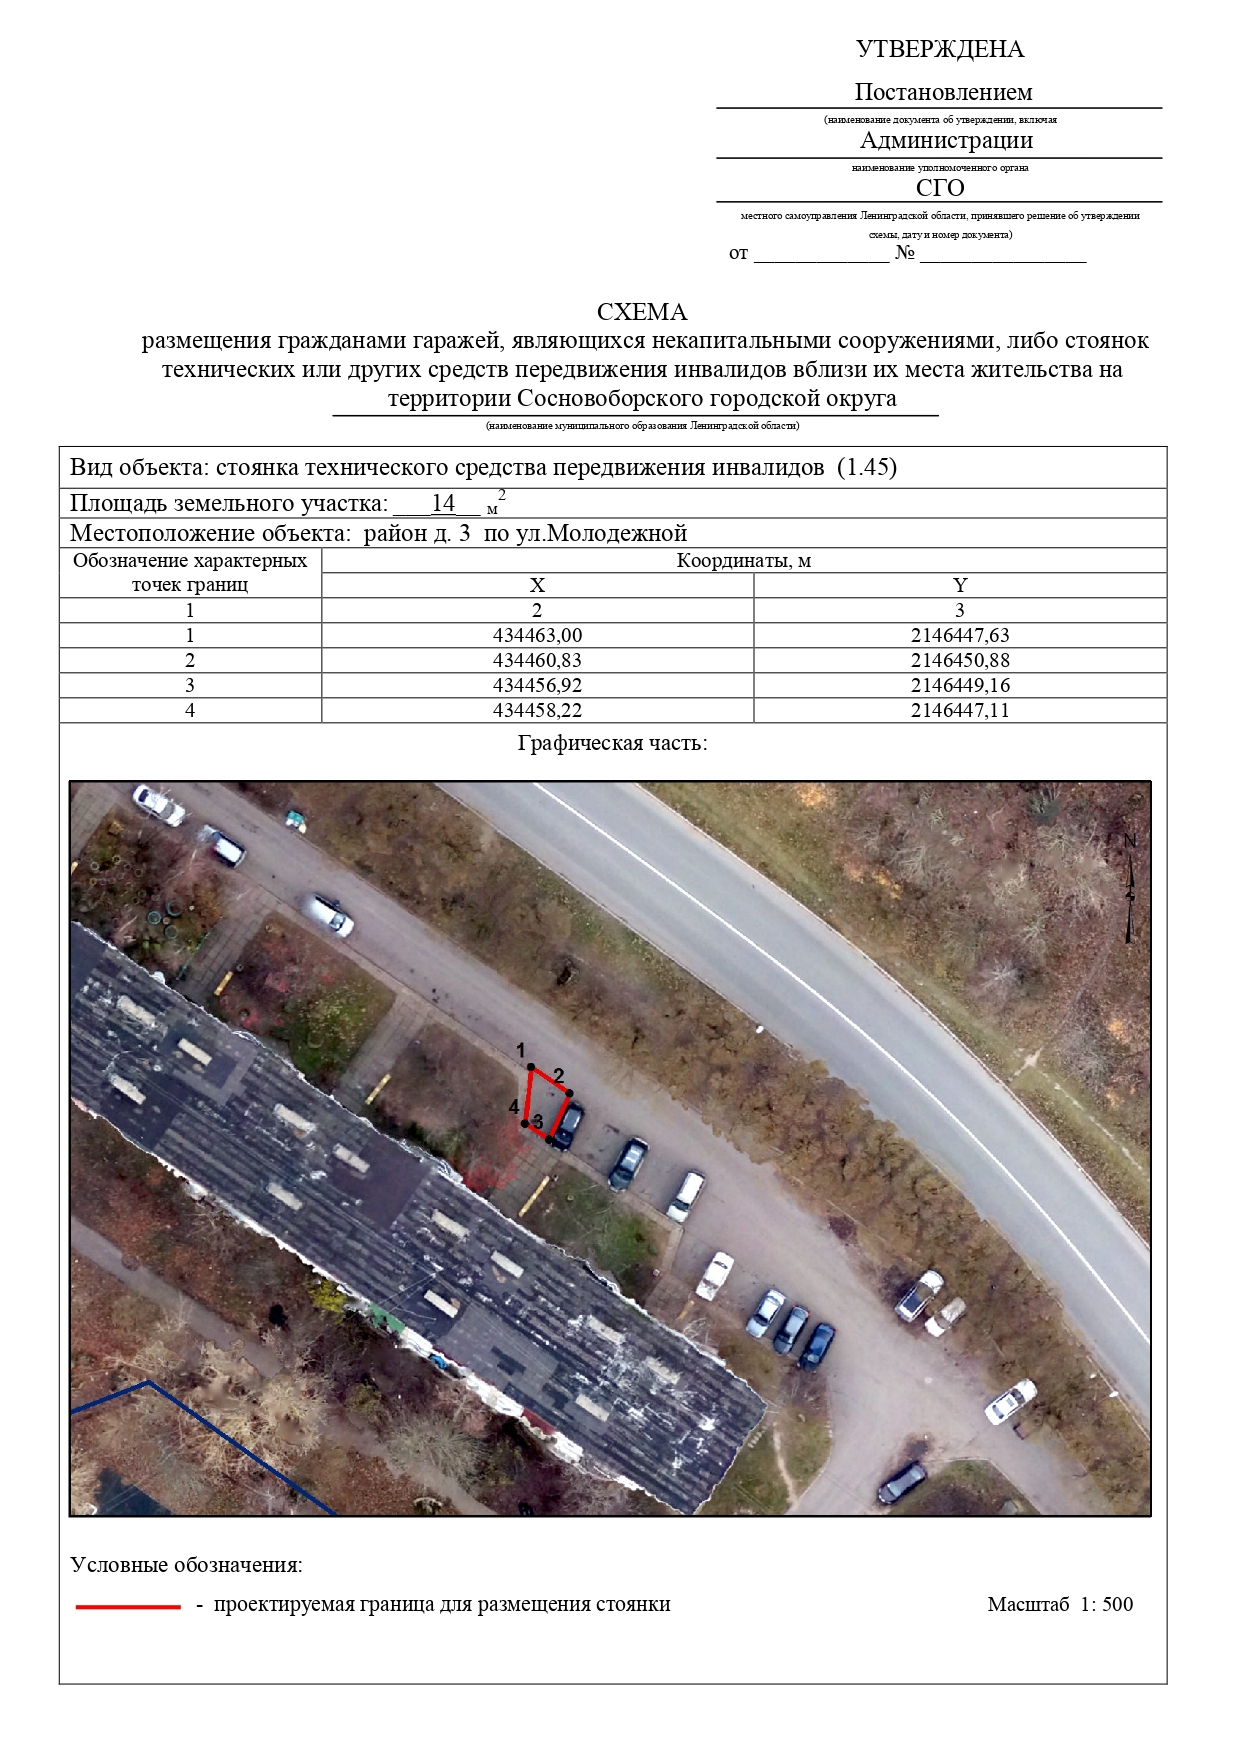 УТВЕРЖДЕНА
Постановлением
(наименование документа об утверждении, включая
Администрации
наименование уполномоченного органа
СГО
местного самоуправления Ленинградской области, принявшего решение об утверждении
схемы, дату и номер документа)
от _____________ № ________________
СХЕМА
размещения гражданами гаражей, являющихся некапитальными сооружениями, либо стоянок
технических или других средств передвижения инвалидов вблизи их места жительства на
территории Сосновоборского городской округа
(наименование муниципального образования Ленинградской области)
Вид объекта: стоянка технического средства передвижения инвалидов (1.45)
Площадь земельного участка: ___14__ м2
Местоположение объекта: район д. 3 по ул.Молодежной
Обозначение характерных точек границ Координаты, м
X Y
1 2 3
1 434463,00 2146447,63
2 434460,83 2146450,88
3 434456,92 2146449,16
4 434458,22 2146447,11
Графическая часть:
N
1
2
4
3
Условные обозначения:
- проектируемая граница для размещения стоянки Масштаб 1: 500